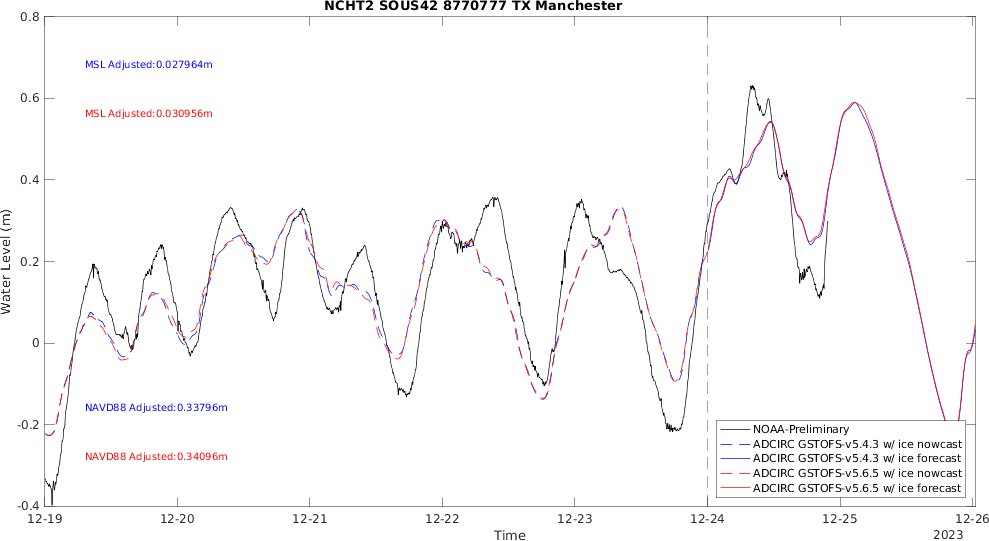 NCHT2 SOUS42 8770777 TX Manchester
0.8
0.6
0.4
0.2
0
-0.2
-0.4
Water Level (m)
MSL Adjusted:0.027964m
MSL Adjusted:0.030956m
NAVD88 Adjusted:0.33796m
NAVD88 Adjusted:0.34096m
NOAA-Preliminary
ADCIRC GSTOFS-v5.4.3 w/ ice nowcast
ADCIRC GSTOFS-v5.4.3 w/ ice forecast
ADCIRC GSTOFS-v5.6.5 w/ ice nowcast
ADCIRC GSTOFS-v5.6.5 w/ ice forecast
12-19 12-20 12-21 12-22 12-23 12-24 12-25 12-26
Time
2023